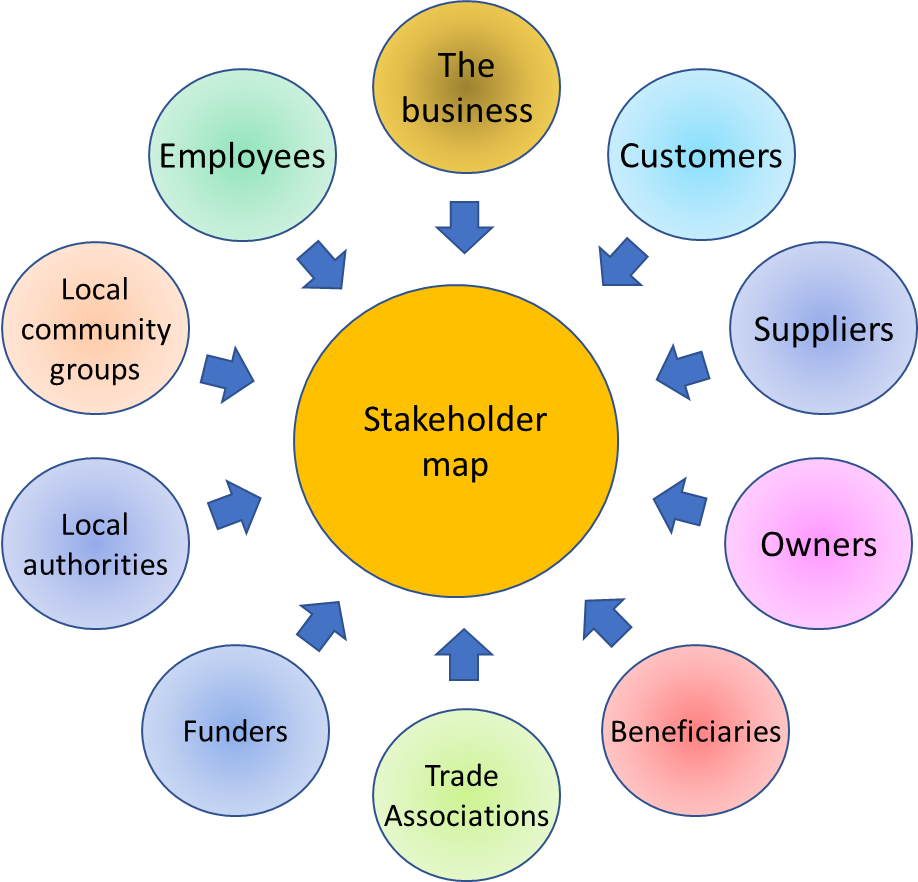 The
business
Employees
Customers
Local
community
groups
Suppliers
Stakeholder
map
Local
authorities
Owners
Funders
Beneficiaries
Trade
Associations